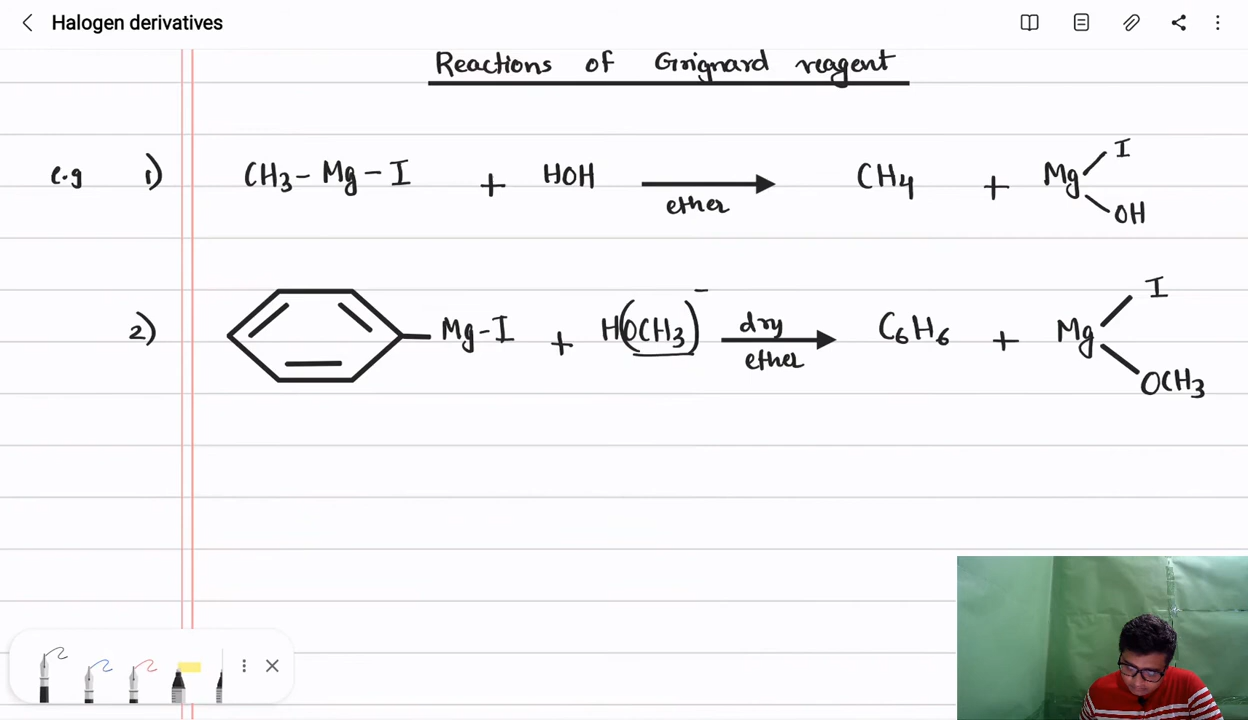 Halogen derivatives
Reactions of Grignard reagent
e.g 1) CH3 - Mg - I + HOH ether CH4 + Mg I OH
2) Mg-I + H(OCH3)- dry ether C6H6 + Mg I OCH3